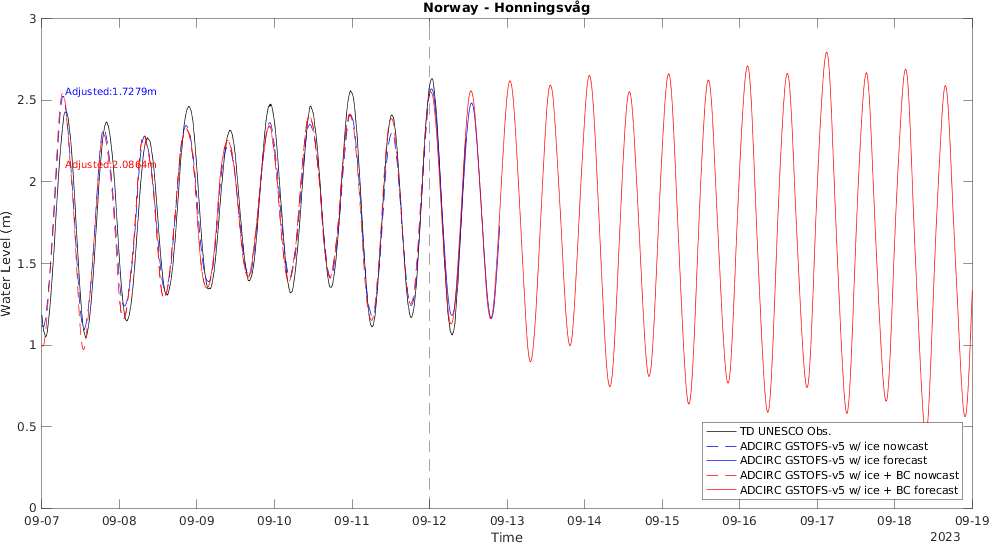 Norway - Honningsvåg
3
2.5
2
1.5
1
0.5
0
Water Level (m)
Adjusted:1.7279m
Adjusted:2.0864m
TD UNESCO Obs.
ADCIRC GSTOFS-v5 w/ ice nowcast
ADCIRC GSTOFS-v5 w/ ice forecast
ADCIRC GSTOFS-v5 w/ ice + BC nowcast
ADCIRC GSTOFS-v5 w/ ice + BC forecast
09-07 09-08 09-09 09-10 09-11 09-12 09-13 09-14 09-15 09-16 09-17 09-18 09-19
Time
2023